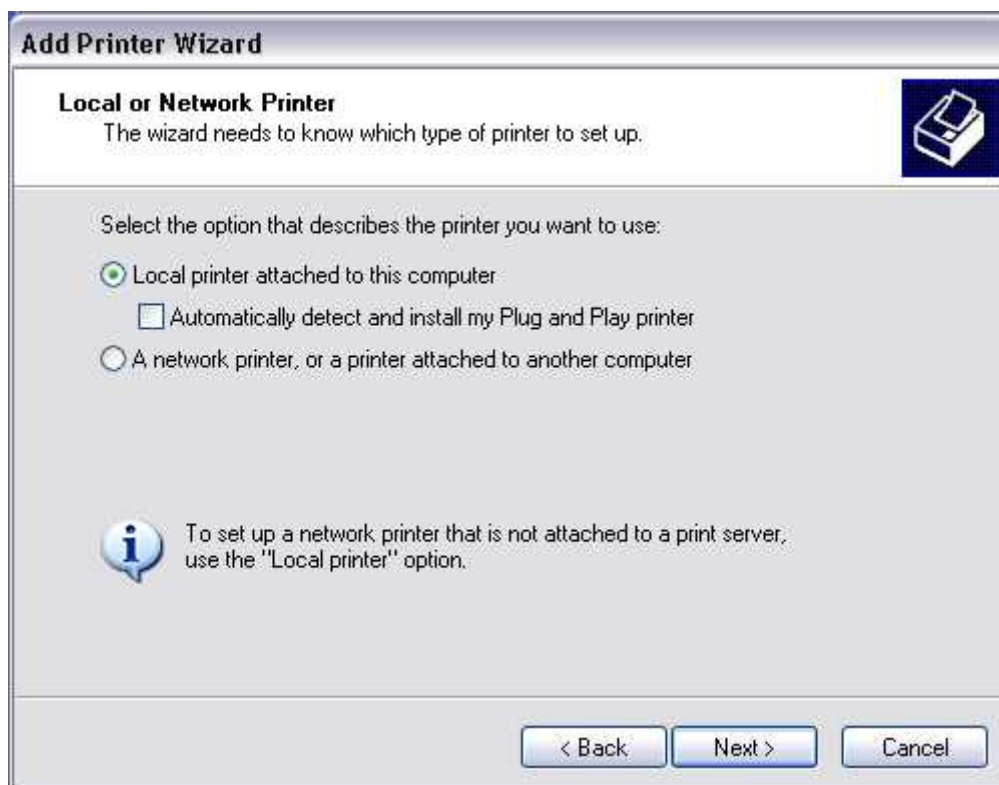 Add Printer Wizard
Local or Network Printer
The wizard needs to know which type of printer to set up.
Select the option that describes the printer you want to use:
Local printer attached to this computer
Automatically detect and install my Plug and Play printer
A network printer, or a printer attached to another computer
To set up a network printer that is not attached to a print server,
use the "Local printer" option.
< Back
Next >
Cancel